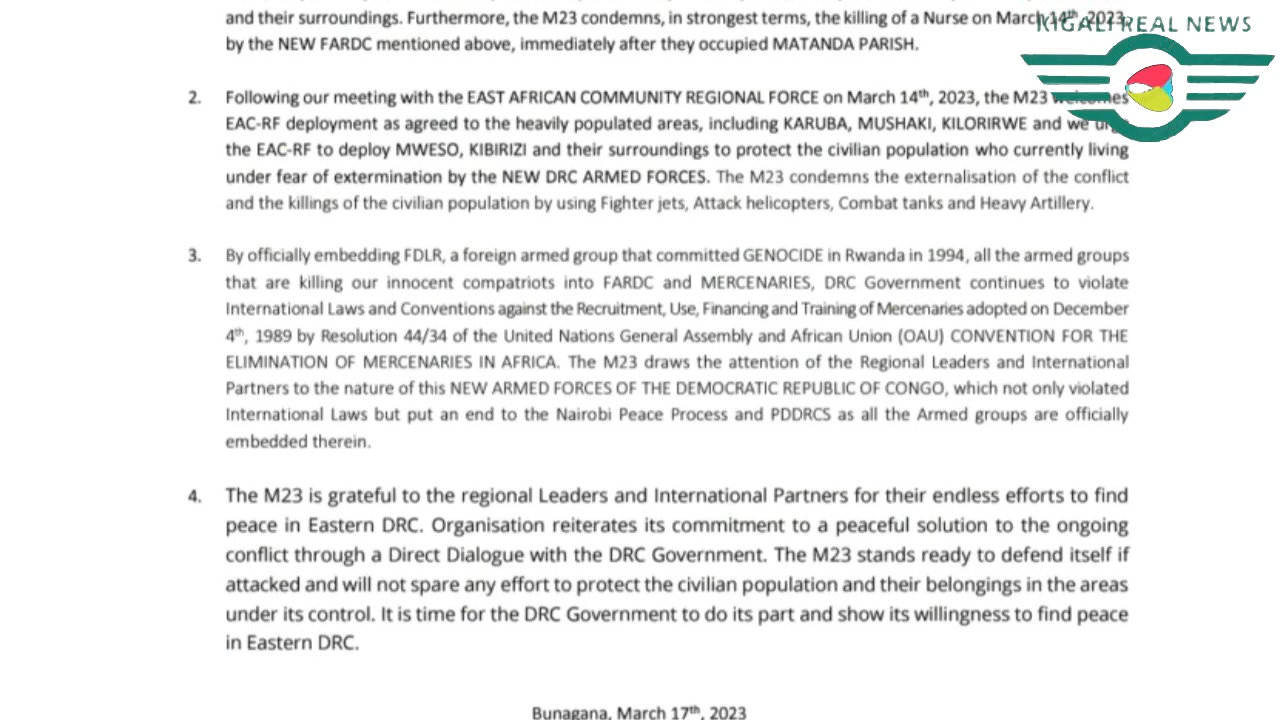 and their surroundings. Furthermore, the M23 condemns, in strongest terms, the killing of a Nurse on March 14th, 2023,
KIGALI REAL NEWS
by the NEW FARDC mentioned above, immediately after they occupied MATANDA PARISH.
2. Following our meeting with the EAST AFRICAN COMMUNITY REGIONAL FORCE on March 14th, 2023, the M23 welcomes
EAC-RF deployment as agreed to the heavily populated areas, including KARUBA, MUSHAKI, KILORIRWE and we urge
the EAC-RF to deploy MWESO, KIBIRIZI and their surroundings to protect the civilian population who currently living
under fear of extermination by the NEW DRC ARMED FORCES. The M23 condemns the externalisation of the conflict
and the killings of the civilian population by using Fighter jets, Attack helicopters, Combat tanks and Heavy Artillery.
3. By officially embedding FDLR, a foreign armed group that committed GENOCIDE in Rwanda in 1994, all the armed groups
that are killing our innocent compatriots into FARDC and MERCENARIES, DRC Government continues to violate
International Laws and Conventions against the Recruitment, Use, Financing and Training of Mercenaries adopted on December
4th, 1989 by Resolution 44/34 of the United Nations General Assembly and African Union (OAU) CONVENTION FOR THE
ELIMINATION OF MERCENARIES IN AFRICA. The M23 draws the attention of the Regional Leaders and International
Partners to the nature of this NEW ARMED FORCES OF THE DEMOCRATIC REPUBLIC OF CONGO, which not only violated
International Laws but put an end to the Nairobi Peace Process and PDDRCS as all the Armed groups are officially
embedded therein.
4. The M23 is grateful to the regional Leaders and International Partners for their endless efforts to find
peace in Eastern DRC. Organisation reiterates its commitment to a peaceful solution to the ongoing
conflict through a Direct Dialogue with the DRC Government. The M23 stands ready to defend itself if
attacked and will not spare any effort to protect the civilian population and their belongings in the areas
under its control. It is time for the DRC Government to do its part and show its willingness to find peace
in Eastern DRC.
Bunagana, March 17th, 2023